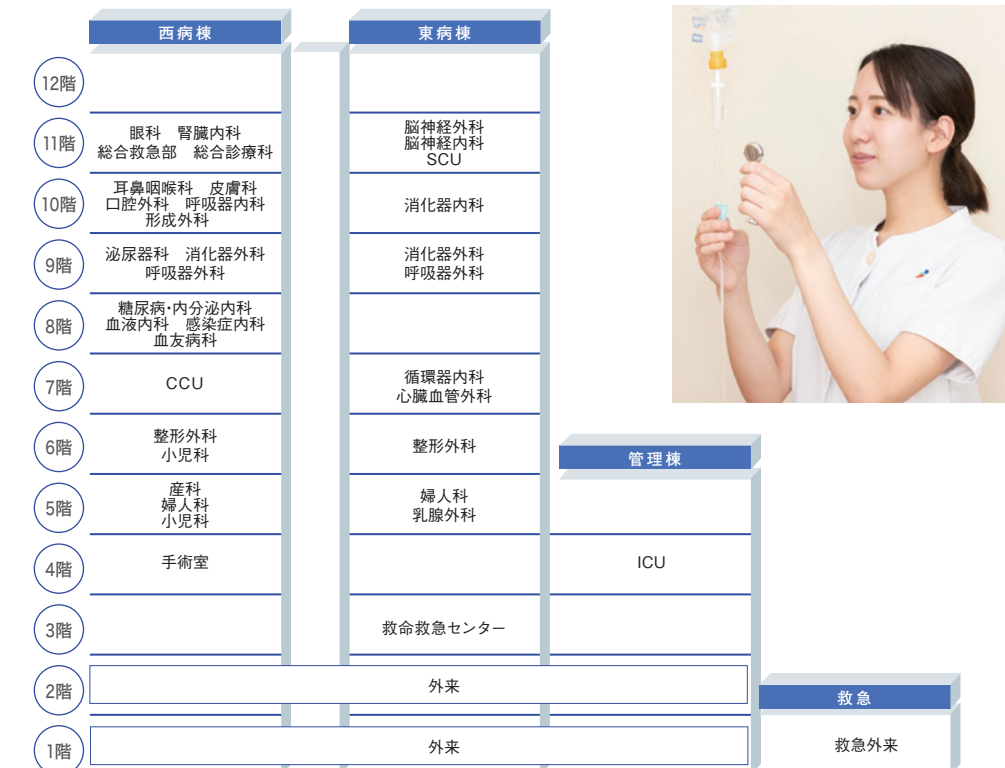 西病棟
東病棟
12階
11階
眼科　腎臓内科
総合救急部　総合診療科
脳神経外科
脳神経内科
SCU
10階
耳鼻咽喉科　皮膚科
口腔外科　呼吸器内科
形成外科
消化器内科
9階
泌尿器科　消化器外科
呼吸器外科
消化器外科
呼吸器外科
8階
糖尿病・内分泌内科
血液内科　感染症内科
血友病科
7階
CCU
循環器内科
心臓血管外科
6階
整形外科
小児科
整形外科
管理棟
5階
産科
婦人科
小児科
婦人科
乳腺外科
4階
手術室
ICU
3階
救命救急センター
2階
外来
救急
1階
外来
救急外来